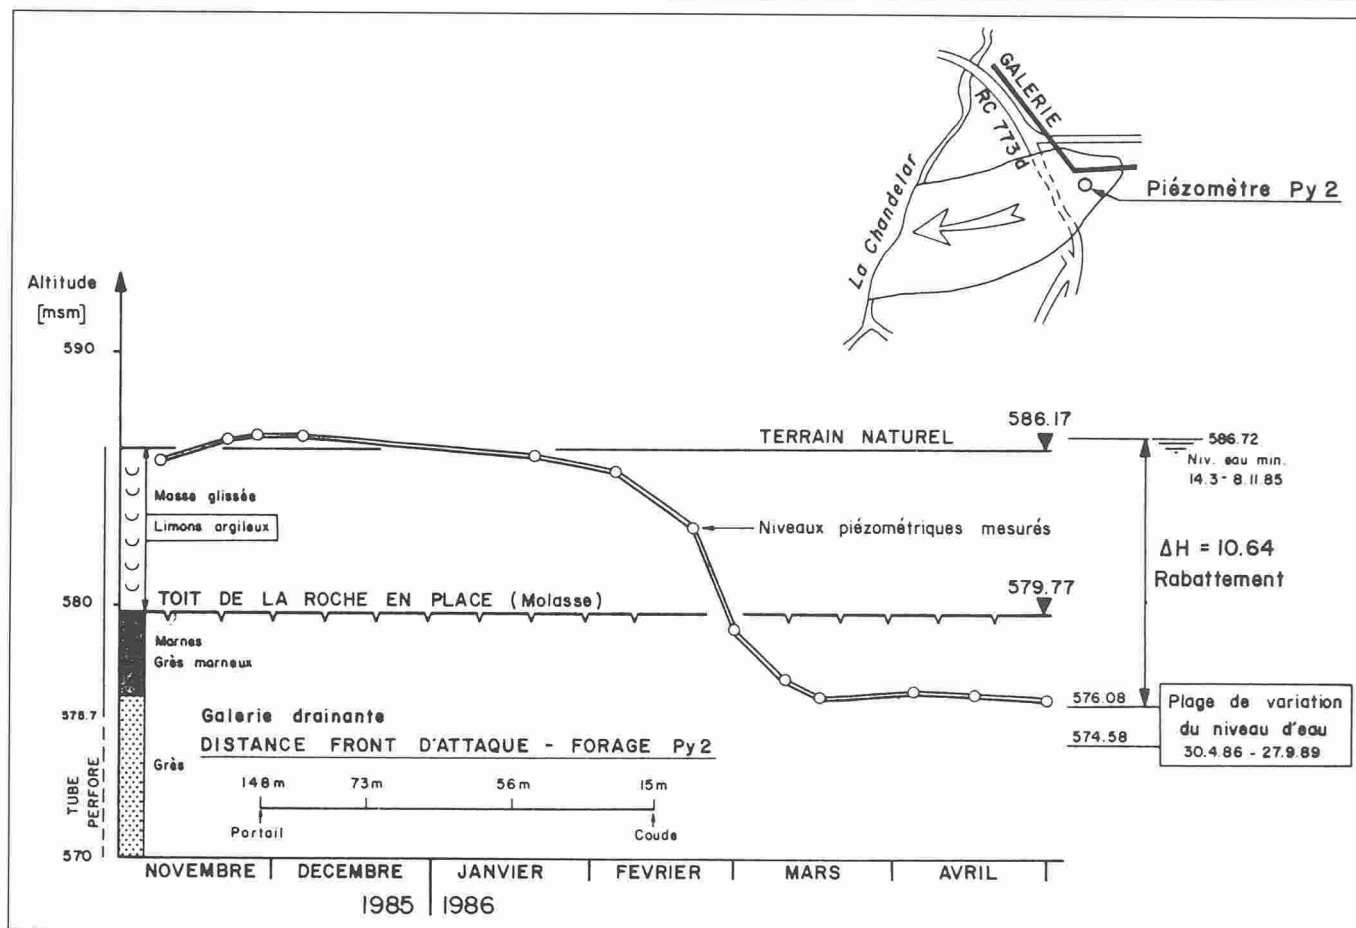 GALERIE
RC 773d
La Chandelar
Piézomètre Py 2
Altitude
[msm]
590
586.17
TERRAIN NATUREL
586.72
Niv. eau min.
14.3 - 8.11.85
Masse glissée
Limons argileux
Niveaux piézométriques mesurés
ΔH = 10.64
Rabattement
580
TOIT DE LA ROCHE EN PLACE (Molasse)
579.77
Marnes
Grès marneux
576.08
Plage de variation
du niveau d'eau
30.4.86 - 27.9.89
574.58
575.7
Galerie drainante
DISTANCE FRONT D'ATTAQUE - FORAGE Py 2
Grès
TUBE
PERFORE
148m 73m 56m 15m
Portail Coude
570
NOVEMBRE DECEMBRE JANVIER FEVRIER MARS AVRIL
1985 1986